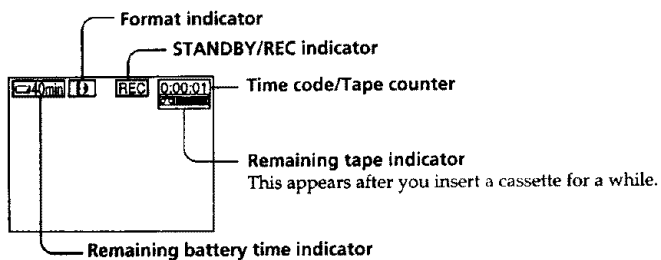 Format indicator
STANDBY/REC indicator
40min REC 0:00:01
Time code/Tape counter
Remaining tape indicator
This appears after you insert a cassette for a while.
Remaining battery time indicator